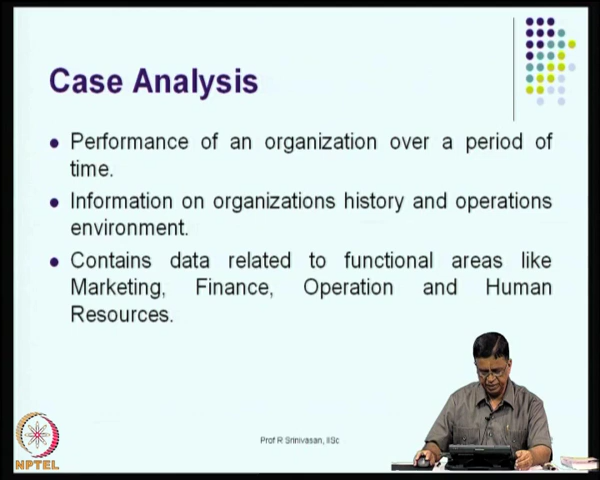 Case Analysis
Performance of an organization over a period of
time.
Information on organizations history and operations
environment.
Contains data related to functional areas like
Marketing, Finance, Operation and Human
Resources.
Prof R Srinivasan, IISc
NPTEL